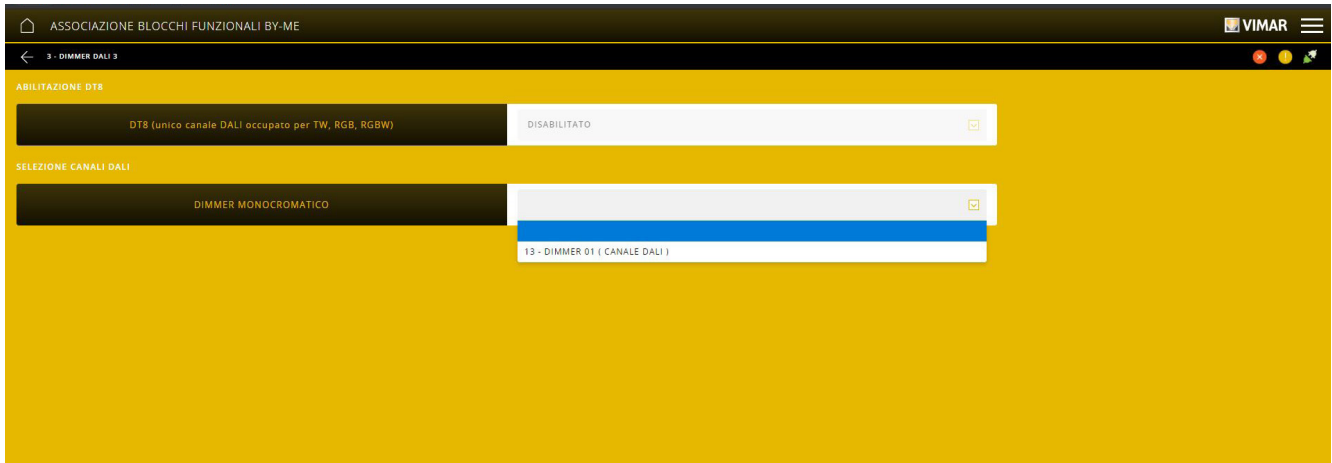 ASSOCIAZIONE BLOCCHI FUNZIONALI BY-ME
VIMAR
3 - DIMMER DALI 3
ABILITAZIONE DT8
DT8 (unico canale DALI occupato per TW, RGB, RGBW)
DISABILITATO
SELEZIONE CANALI DALI
DIMMER MONOCROMATICO
13 - DIMMER 01 ( CANALE DALI )